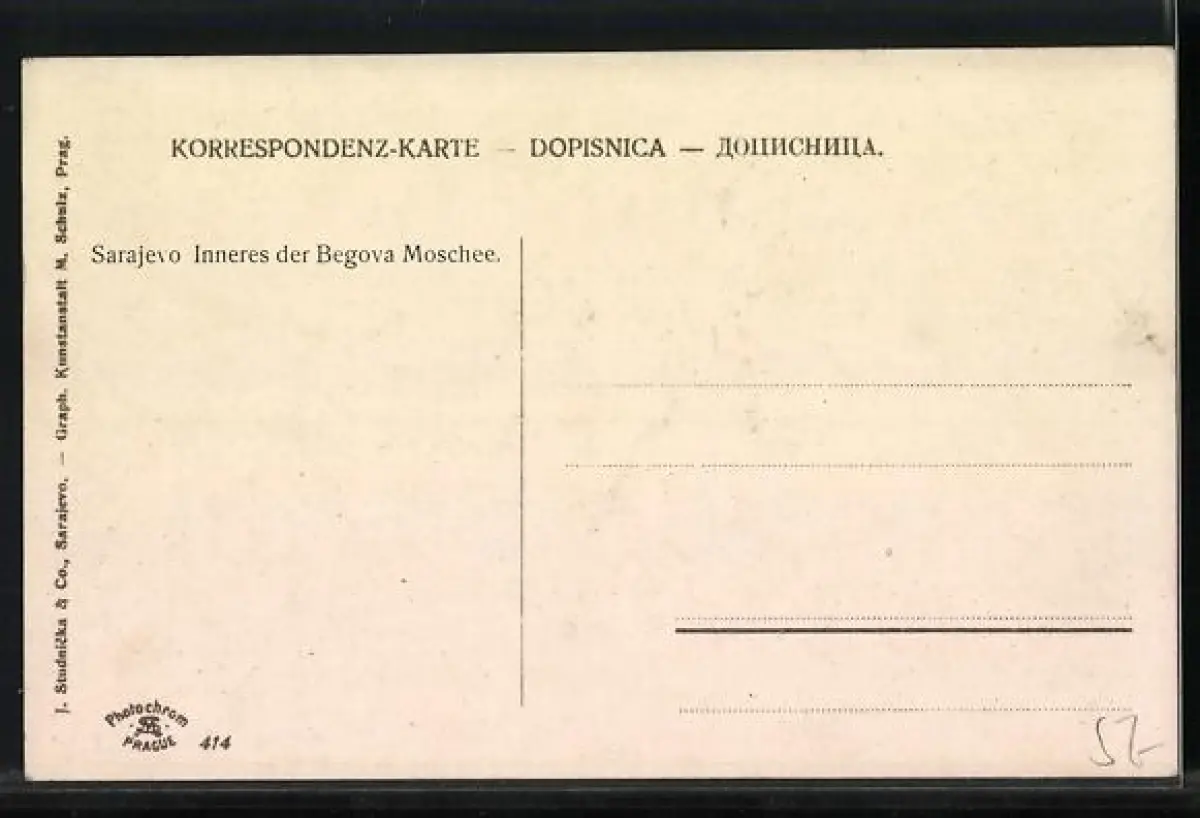 KORRESPONDENZ-KARTE — DOPISNICA — ДОПИСНИЦА.
Sarajevo Inneres der Begova Moschee.
J. Studnička & Co., Sarajevo. — Graph. Kunstanstalt M. Schulz, Prag.
Photochrom
PRAGUE
414